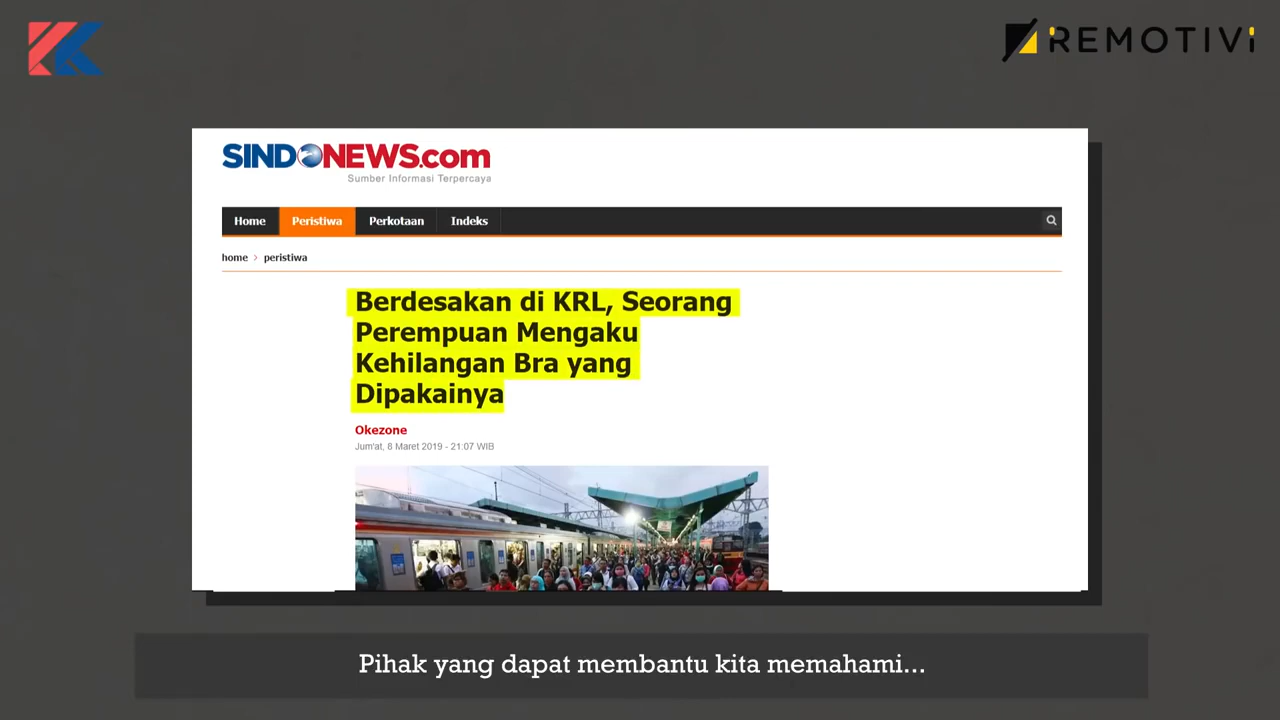 REMOTIVI
SINDONEWS.com
Sumber Informasi Terpercaya
Home Peristiwa Perkotaan Indeks
home > peristiwa
Berdesakan di KRL, Seorang
Perempuan Mengaku
Kehilangan Bra yang
Dipakainya
Okezone
Jum'at, 8 Maret 2019 - 21:07 WIB
Pihak yang dapat membantu kita memahami...